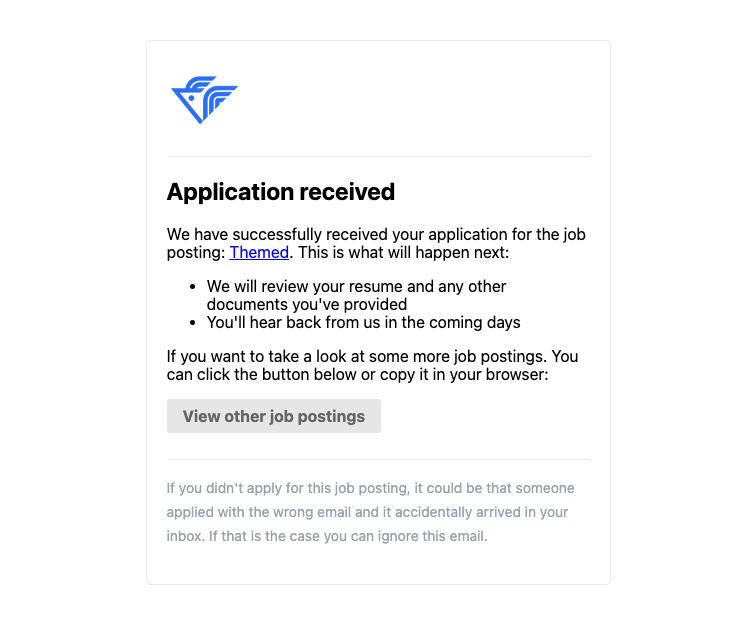 Application received
We have successfully received your application for the job
posting: Themed. This is what will happen next:
• We will review your resume and any other
documents you've provided
• You'll hear back from us in the coming days
If you want to take a look at some more job postings. You
can click the button below or copy it in your browser:
View other job postings
If you didn't apply for this job posting, it could be that someone
applied with the wrong email and it accidentally arrived in your
inbox. If that is the case you can ignore this email.